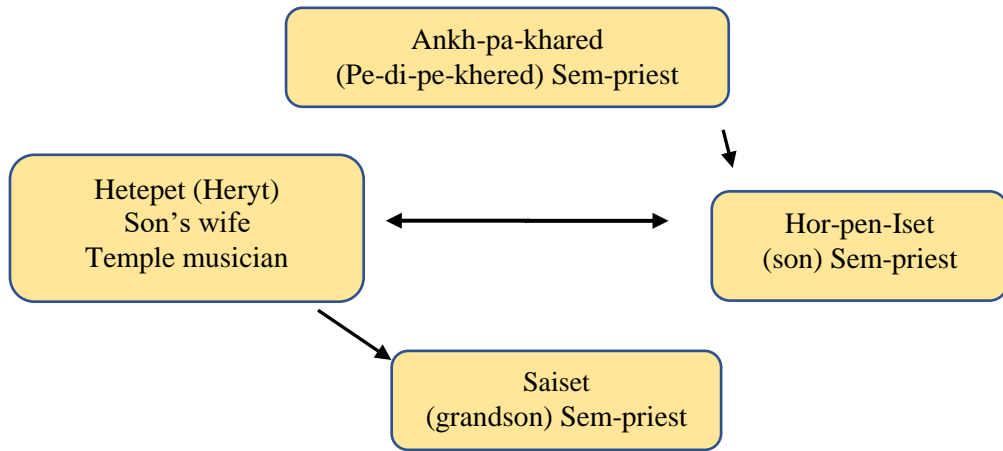 Ankh-pa-khared
(Pe-di-pe-khered) Sem-priest
Hetepet (Heryt)
Son’s wife
Temple musician
Hor-pen-Iset
(son) Sem-priest
Saiset
(grandson) Sem-priest